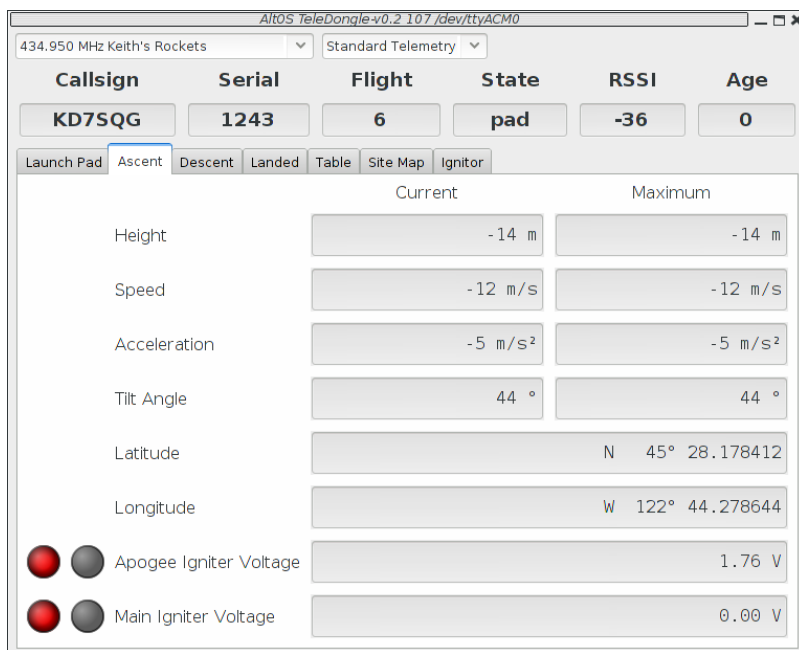 AltOS TeleDongle-v0.2 107 /dev/ttyACM0
434.950 MHz Keith's Rockets Standard Telemetry
Callsign Serial Flight State RSSI Age
KD7SQG 1243 6 pad -36 0
Launch Pad Ascent Descent Landed Table Site Map Ignitor
Current Maximum
Height -14 m -14 m
Speed -12 m/s -12 m/s
Acceleration -5 m/s² -5 m/s²
Tilt Angle 44 ° 44 °
Latitude N 45° 28.178412
Longitude W 122° 44.278644
Apogee Igniter Voltage 1.76 V
Main Igniter Voltage 0.00 V